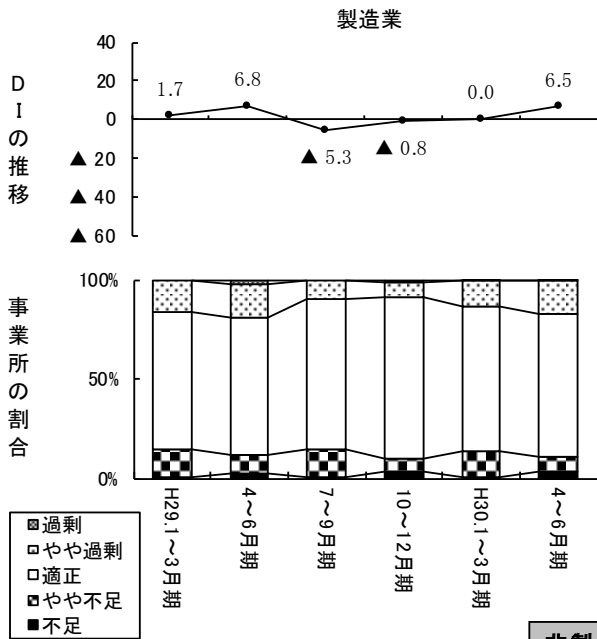 製造業
DIの推移
40
20
0
▲ 20
▲ 40
▲ 60
1.7
6.8
▲ 5.3
▲ 0.8
0.0
6.5
事業所の割合
100%
50%
0%
H29.1～3月期
4～6月期
7～9月期
10～12月期
H30.1～3月期
4～6月期
過剰
やや過剰
適正
やや不足
不足